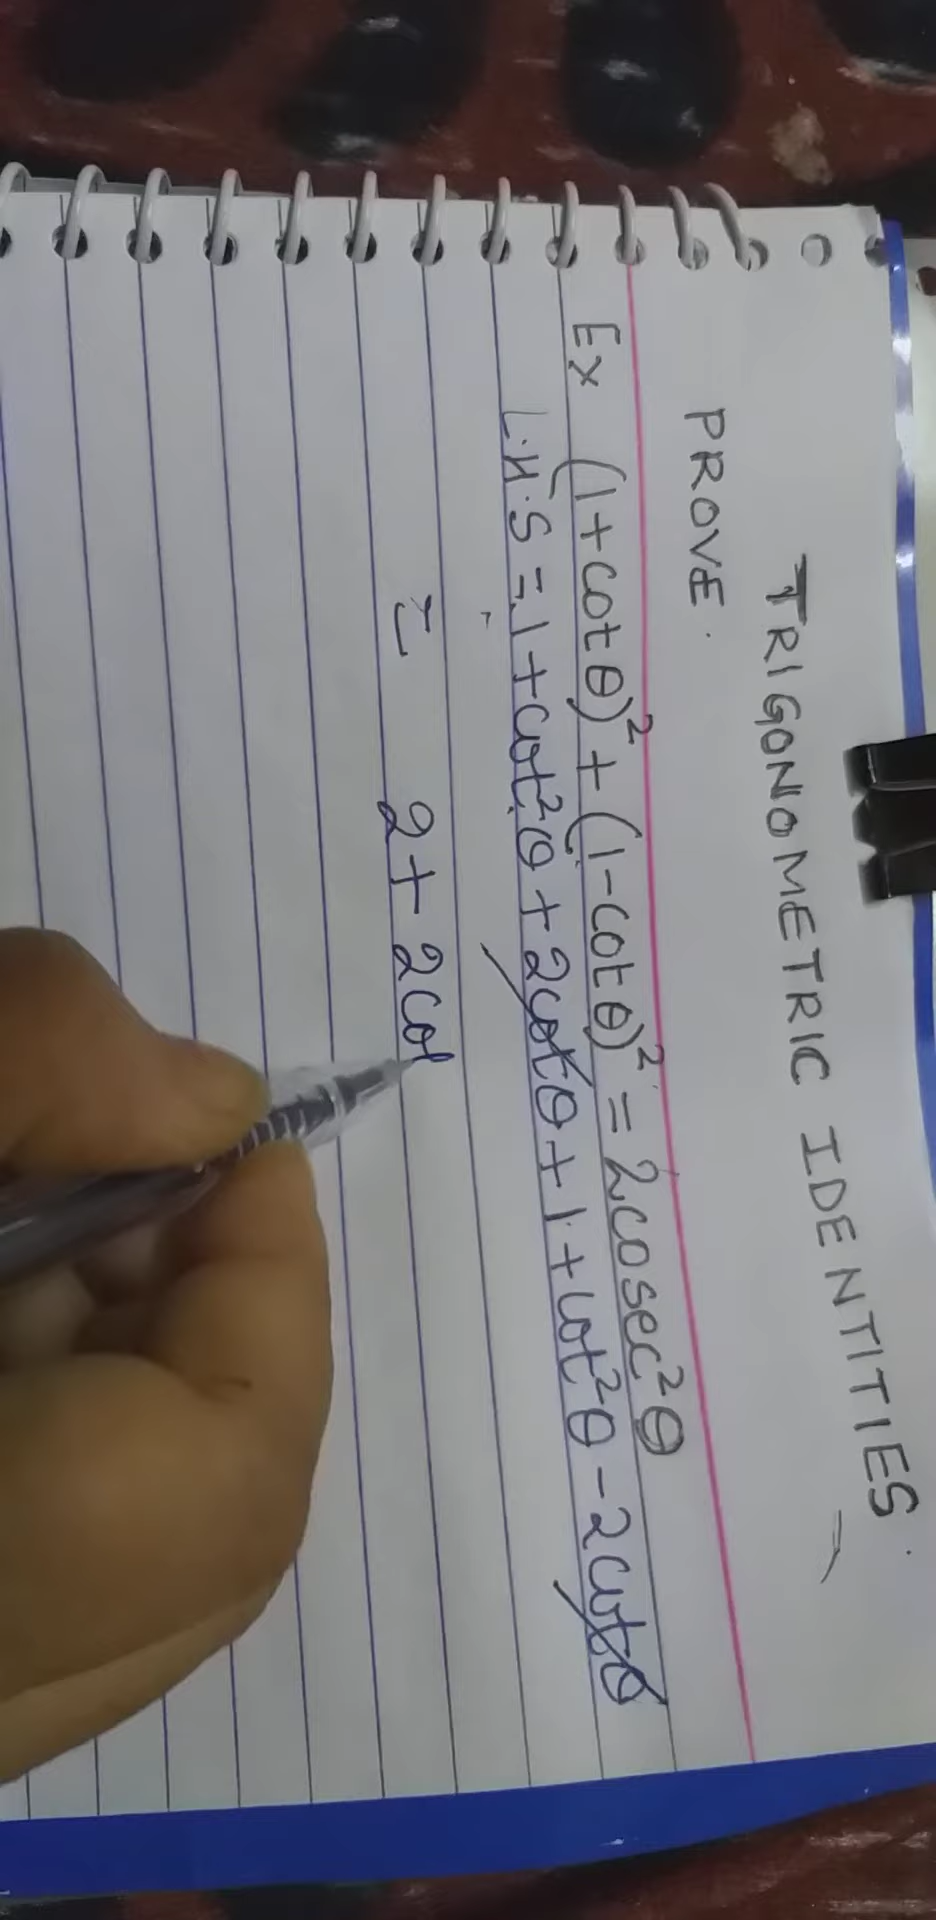 TRIGONOMETRIC IDENTITIES.
PROVE.
Ex (1+cotθ)² + (1-cotθ)² = 2cosec²θ
L.H.S = 1+cot²θ + 2cotθ + 1 + cot²θ - 2cotθ
= 2 + 2cot